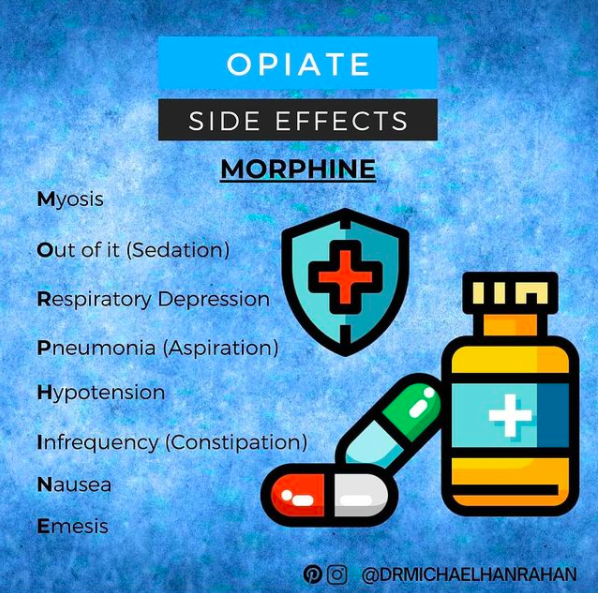 OPIATE
SIDE EFFECTS
MORPHINE
Myosis
Out of it (Sedation)
Respiratory Depression
Pneumonia (Aspiration)
Hypotension
Infrequency (Constipation)
Nausea
Emesis
@DRMICHAELHANRAHAN